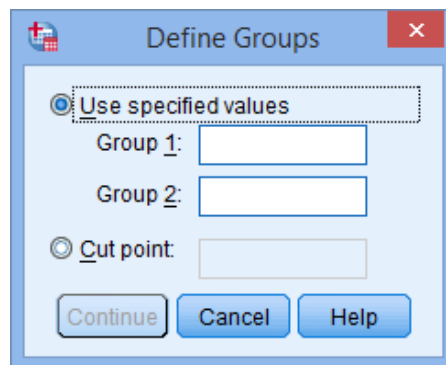 Define Groups
Use specified values
Group 1:
Group 2:
Cut point:
Continue Cancel Help